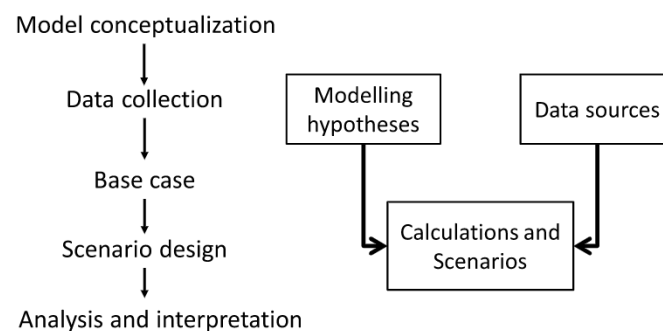 Model conceptualization
Data collection
Base case
Scenario design
Analysis and interpretation
Modelling
hypotheses
Data sources
Calculations and
Scenarios